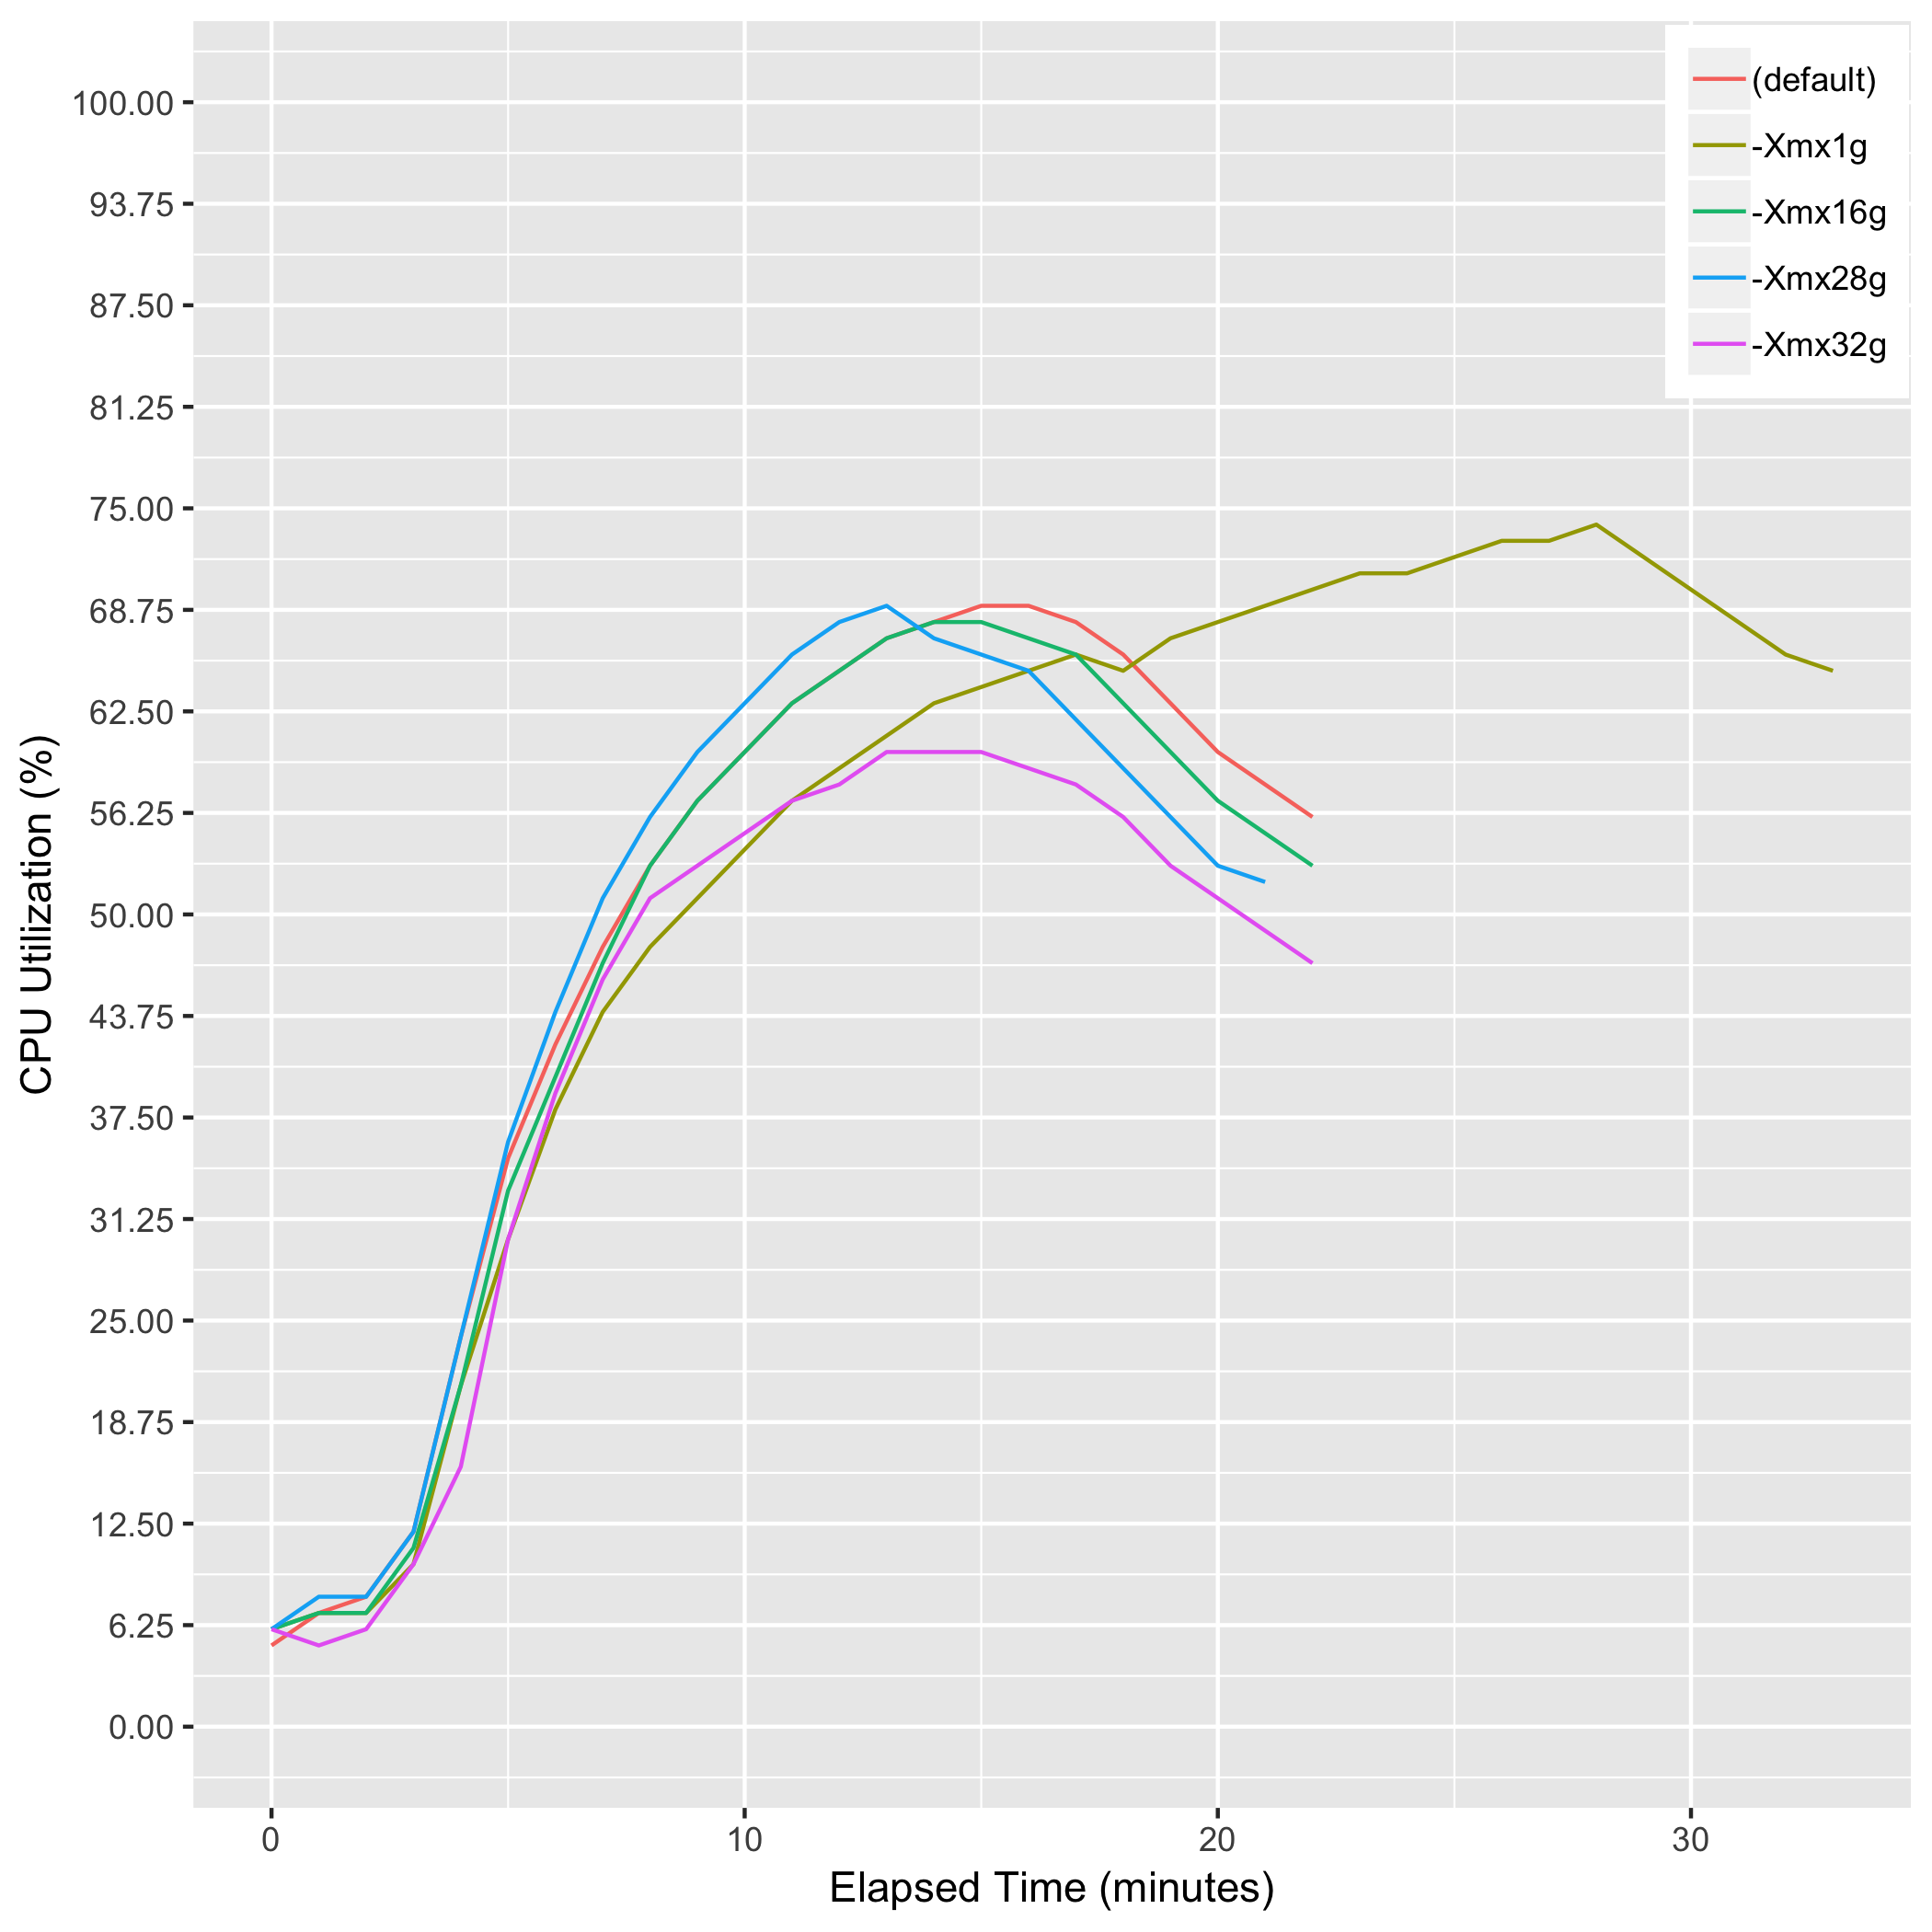 (default)
-Xmx1g
-Xmx16g
-Xmx28g
-Xmx32g
100.00
93.75
87.50
81.25
75.00
68.75
62.50
56.25
50.00
43.75
37.50
31.25
25.00
18.75
12.50
6.25
0.00
CPU Utilization (%)
0 10 20 30
Elapsed Time (minutes)